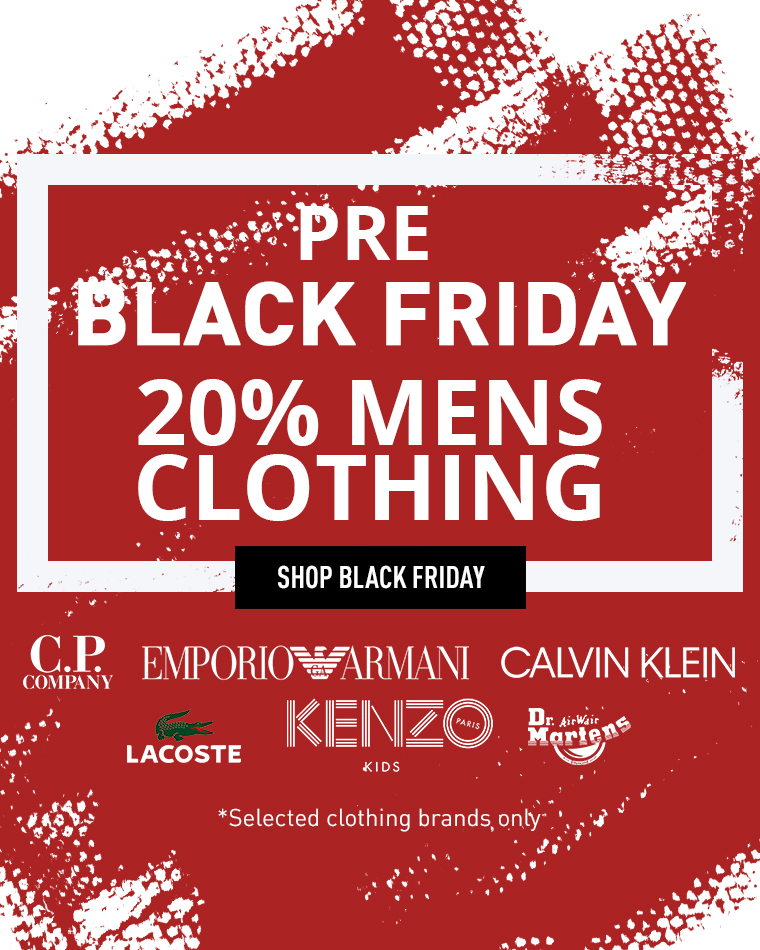 PRE
BLACK FRIDAY
20% MENS
CLOTHING
SHOP BLACK FRIDAY
C.P. COMPANY
EMPORIO GA ARMANI
CALVIN KLEIN
LACOSTE
KENZO PARIS
KIDS
Dr. AirWair
Martens
*Selected clothing brands only